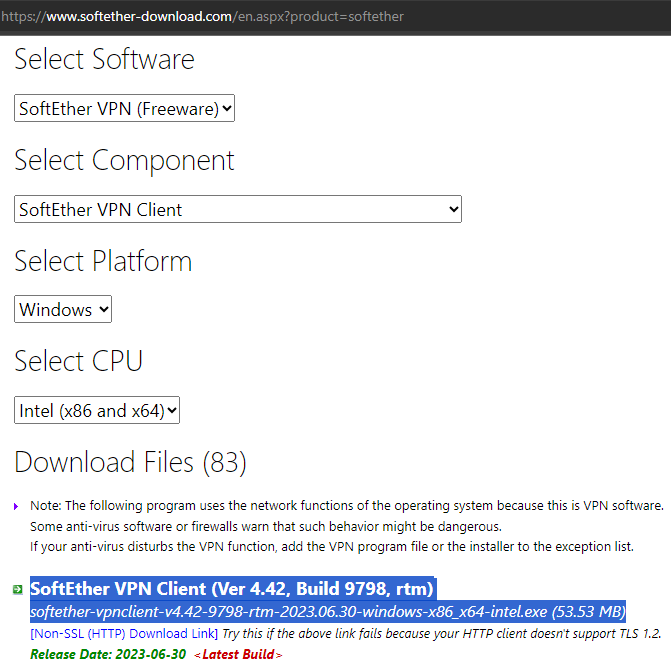 https://www.softether-download.com/en.aspx?product=softether
Select Software
SoftEther VPN (Freeware)
Select Component
SoftEther VPN Client
Select Platform
Windows
Select CPU
Intel (x86 and x64)
Download Files (83)
Note: The following program uses the network functions of the operating system because this is VPN software.
Some anti-virus software or firewalls warn that such behavior might be dangerous.
If your anti-virus disturbs the VPN function, add the VPN program file or the installer to the exception list.
SoftEther VPN Client (Ver 4.42, Build 9798, rtm)
softether-vpnclient-v4.42-9798-rtm-2023.06.30-windows-x86_x64-intel.exe (53.53 MB)
[Non-SSL (HTTP) Download Link] Try this if the above link fails because your HTTP client doesn't support TLS 1.2.
Release Date: 2023-06-30 <Latest Build>